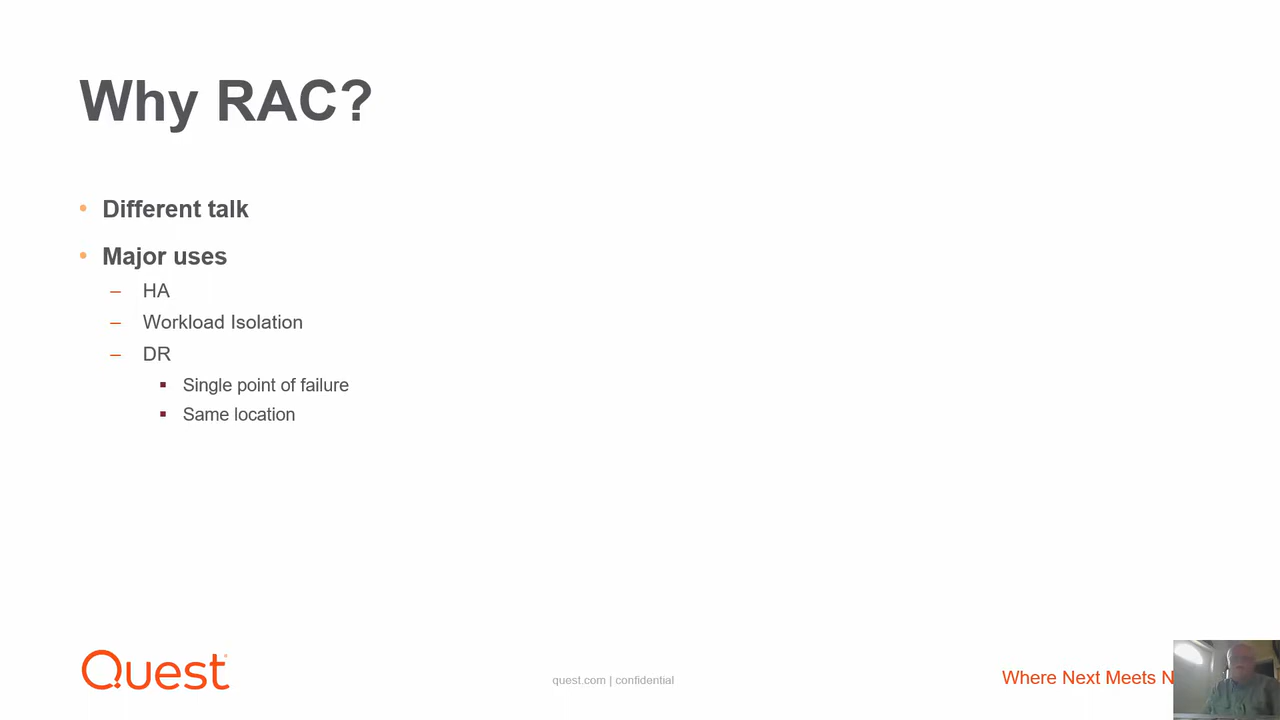 Why RAC?
• Different talk
• Major uses
– HA
– Workload Isolation
– DR
▪ Single point of failure
▪ Same location
Quest
quest.com | confidential
Where Next Meets N